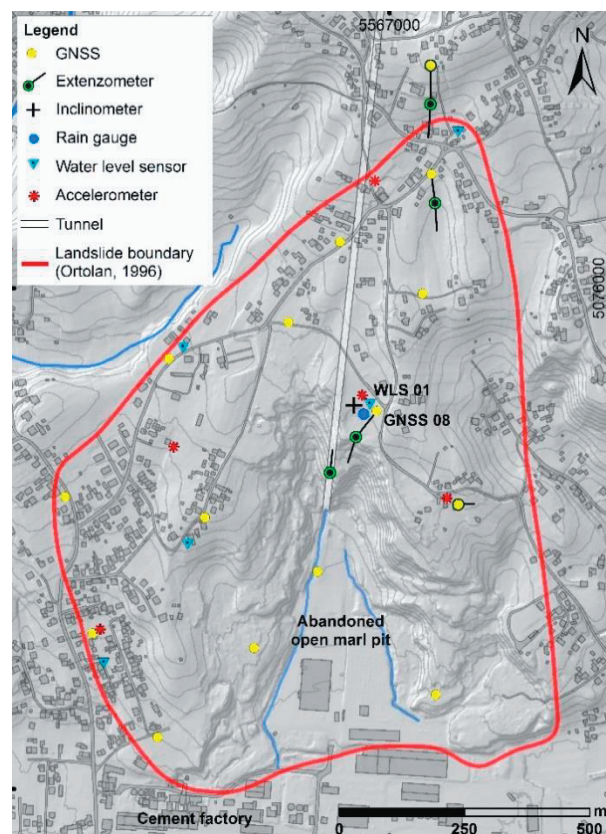 5567000
Legend
GNSS
Extenzometer
Inclinometer
Rain gauge
Water level sensor
Accelerometer
Tunnel
Landslide boundary
(Ortolan, 1996)
N
5076000
WLS 01
GNSS 08
Abandoned
open marl pit
Cement factory
m
0 250 500